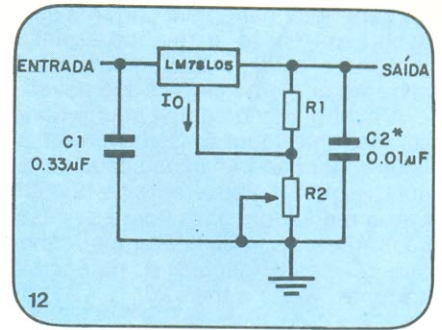 ENTRADA
LM78L05
SAÍDA
IO
R1
C1
0.33µF
C2*
0.01µF
R2
12